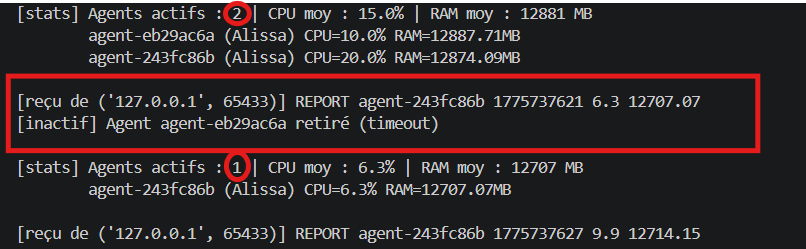 [stats] Agents actifs : 2 | CPU moy : 15.0% | RAM moy : 12881 MB
agent-eb29ac6a (Alissa) CPU=10.0% RAM=12887.71MB
agent-243fc86b (Alissa) CPU=20.0% RAM=12874.09MB
[reçu de ('127.0.0.1', 65433)] REPORT agent-243fc86b 1775737621 6.3 12707.07
[inactif] Agent agent-eb29ac6a retiré (timeout)
[stats] Agents actifs : 1 | CPU moy : 6.3% | RAM moy : 12707 MB
agent-243fc86b (Alissa) CPU=6.3% RAM=12707.07MB
[reçu de ('127.0.0.1', 65433)] REPORT agent-243fc86b 1775737627 9.9 12714.15